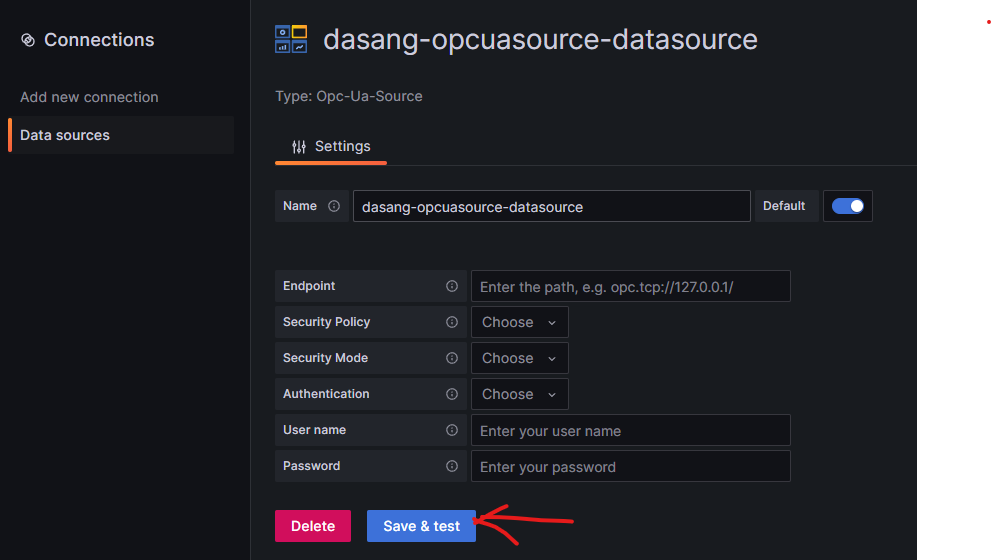 Connections
Add new connection
Data sources
dasang-opcuasource-datasource
Type: Opc-Ua-Source
Settings
Name dasang-opcuasource-datasource Default
Endpoint Enter the path, e.g. opc.tcp://127.0.0.1/
Security Policy Choose
Security Mode Choose
Authentication Choose
User name Enter your user name
Password Enter your password
Delete Save & test